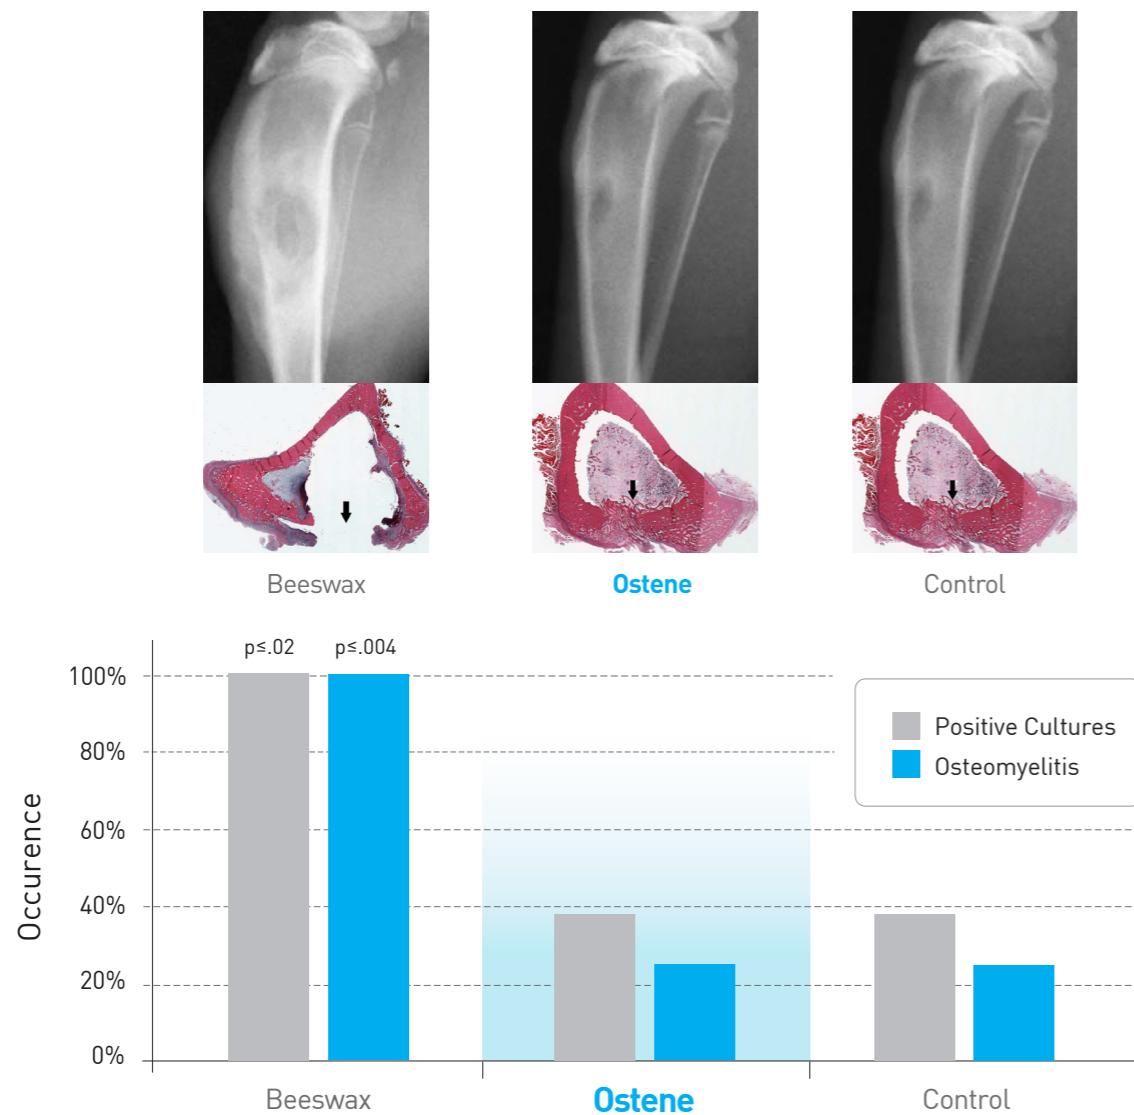 Beeswax
Ostene
Control
p≤.02
p≤.004
100%
80%
60%
40%
20%
0%
Occurence
Positive Cultures
Osteomyelitis
Beeswax
Ostene
Control